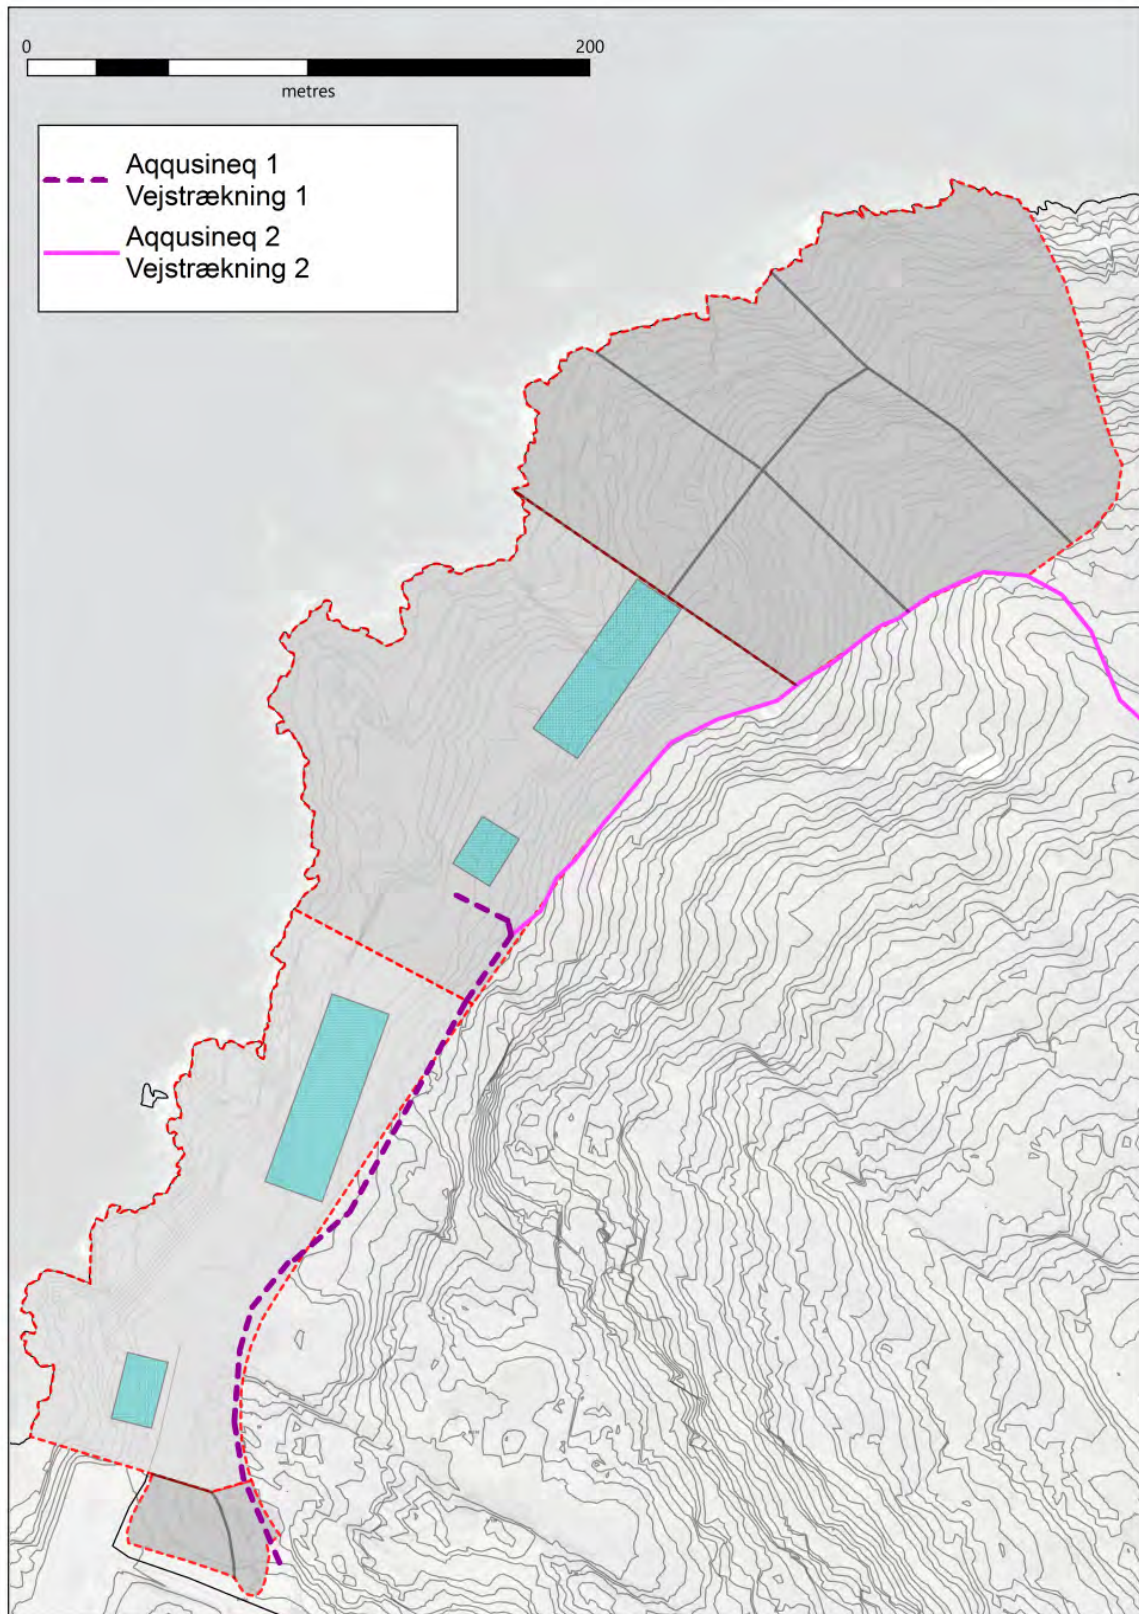 0 200
metres
Aqqusineq 1
Vejstrækning 1
Aqqusineq 2
Vejstrækning 2